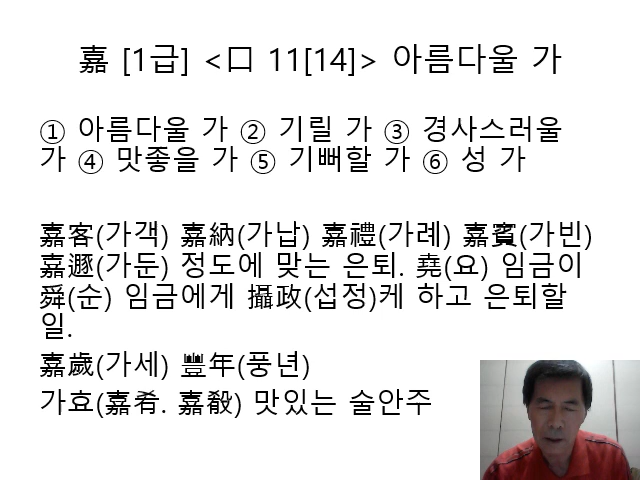 嘉 [1급] <口 11[14]> 아름다울 가
① 아름다울 가 ② 기릴 가 ③ 경사스러울
가 ④ 맛좋을 가 ⑤ 기뻐할 가 ⑥ 성 가
嘉客(가객) 嘉納(가납) 嘉禮(가례) 嘉賓(가빈)
嘉遯(가둔) 정도에 맞는 은퇴. 堯(요) 임금이
舜(순) 임금에게 攝政(섭정)케 하고 은퇴할
일.
嘉歲(가세) 豐年(풍년)
가효(嘉肴. 嘉殽) 맛있는 술안주